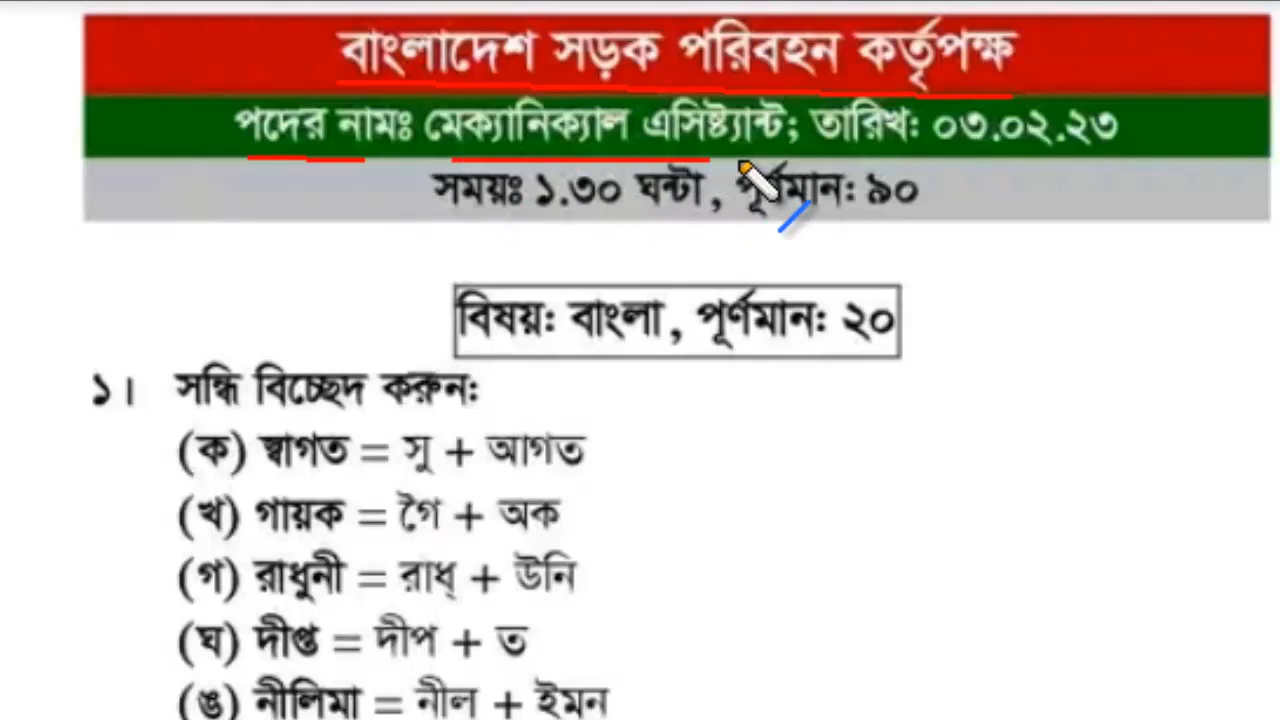 বাংলাদেশ সড়ক পরিবহন কর্তৃপক্ষ
পদের নামঃ মেক্যানিক্যাল এসিষ্ট্যান্ট; তারিখ: ০৩.০২.২৩
সময়ঃ ১.৩০ ঘন্টা, পূর্ণমান: ৯০
বিষয়: বাংলা, পূর্ণমান: ২০
১। সন্ধি বিচ্ছেদ করুন:
(ক) স্বাগত = সু + আগত
(খ) গায়ক = গৈ + অক
(গ) রাধুনী = রাধ্ + উনি
(ঘ) দীপ্ত = দীপ + ত
(ঙ) নীলিমা = নীল + ইমন